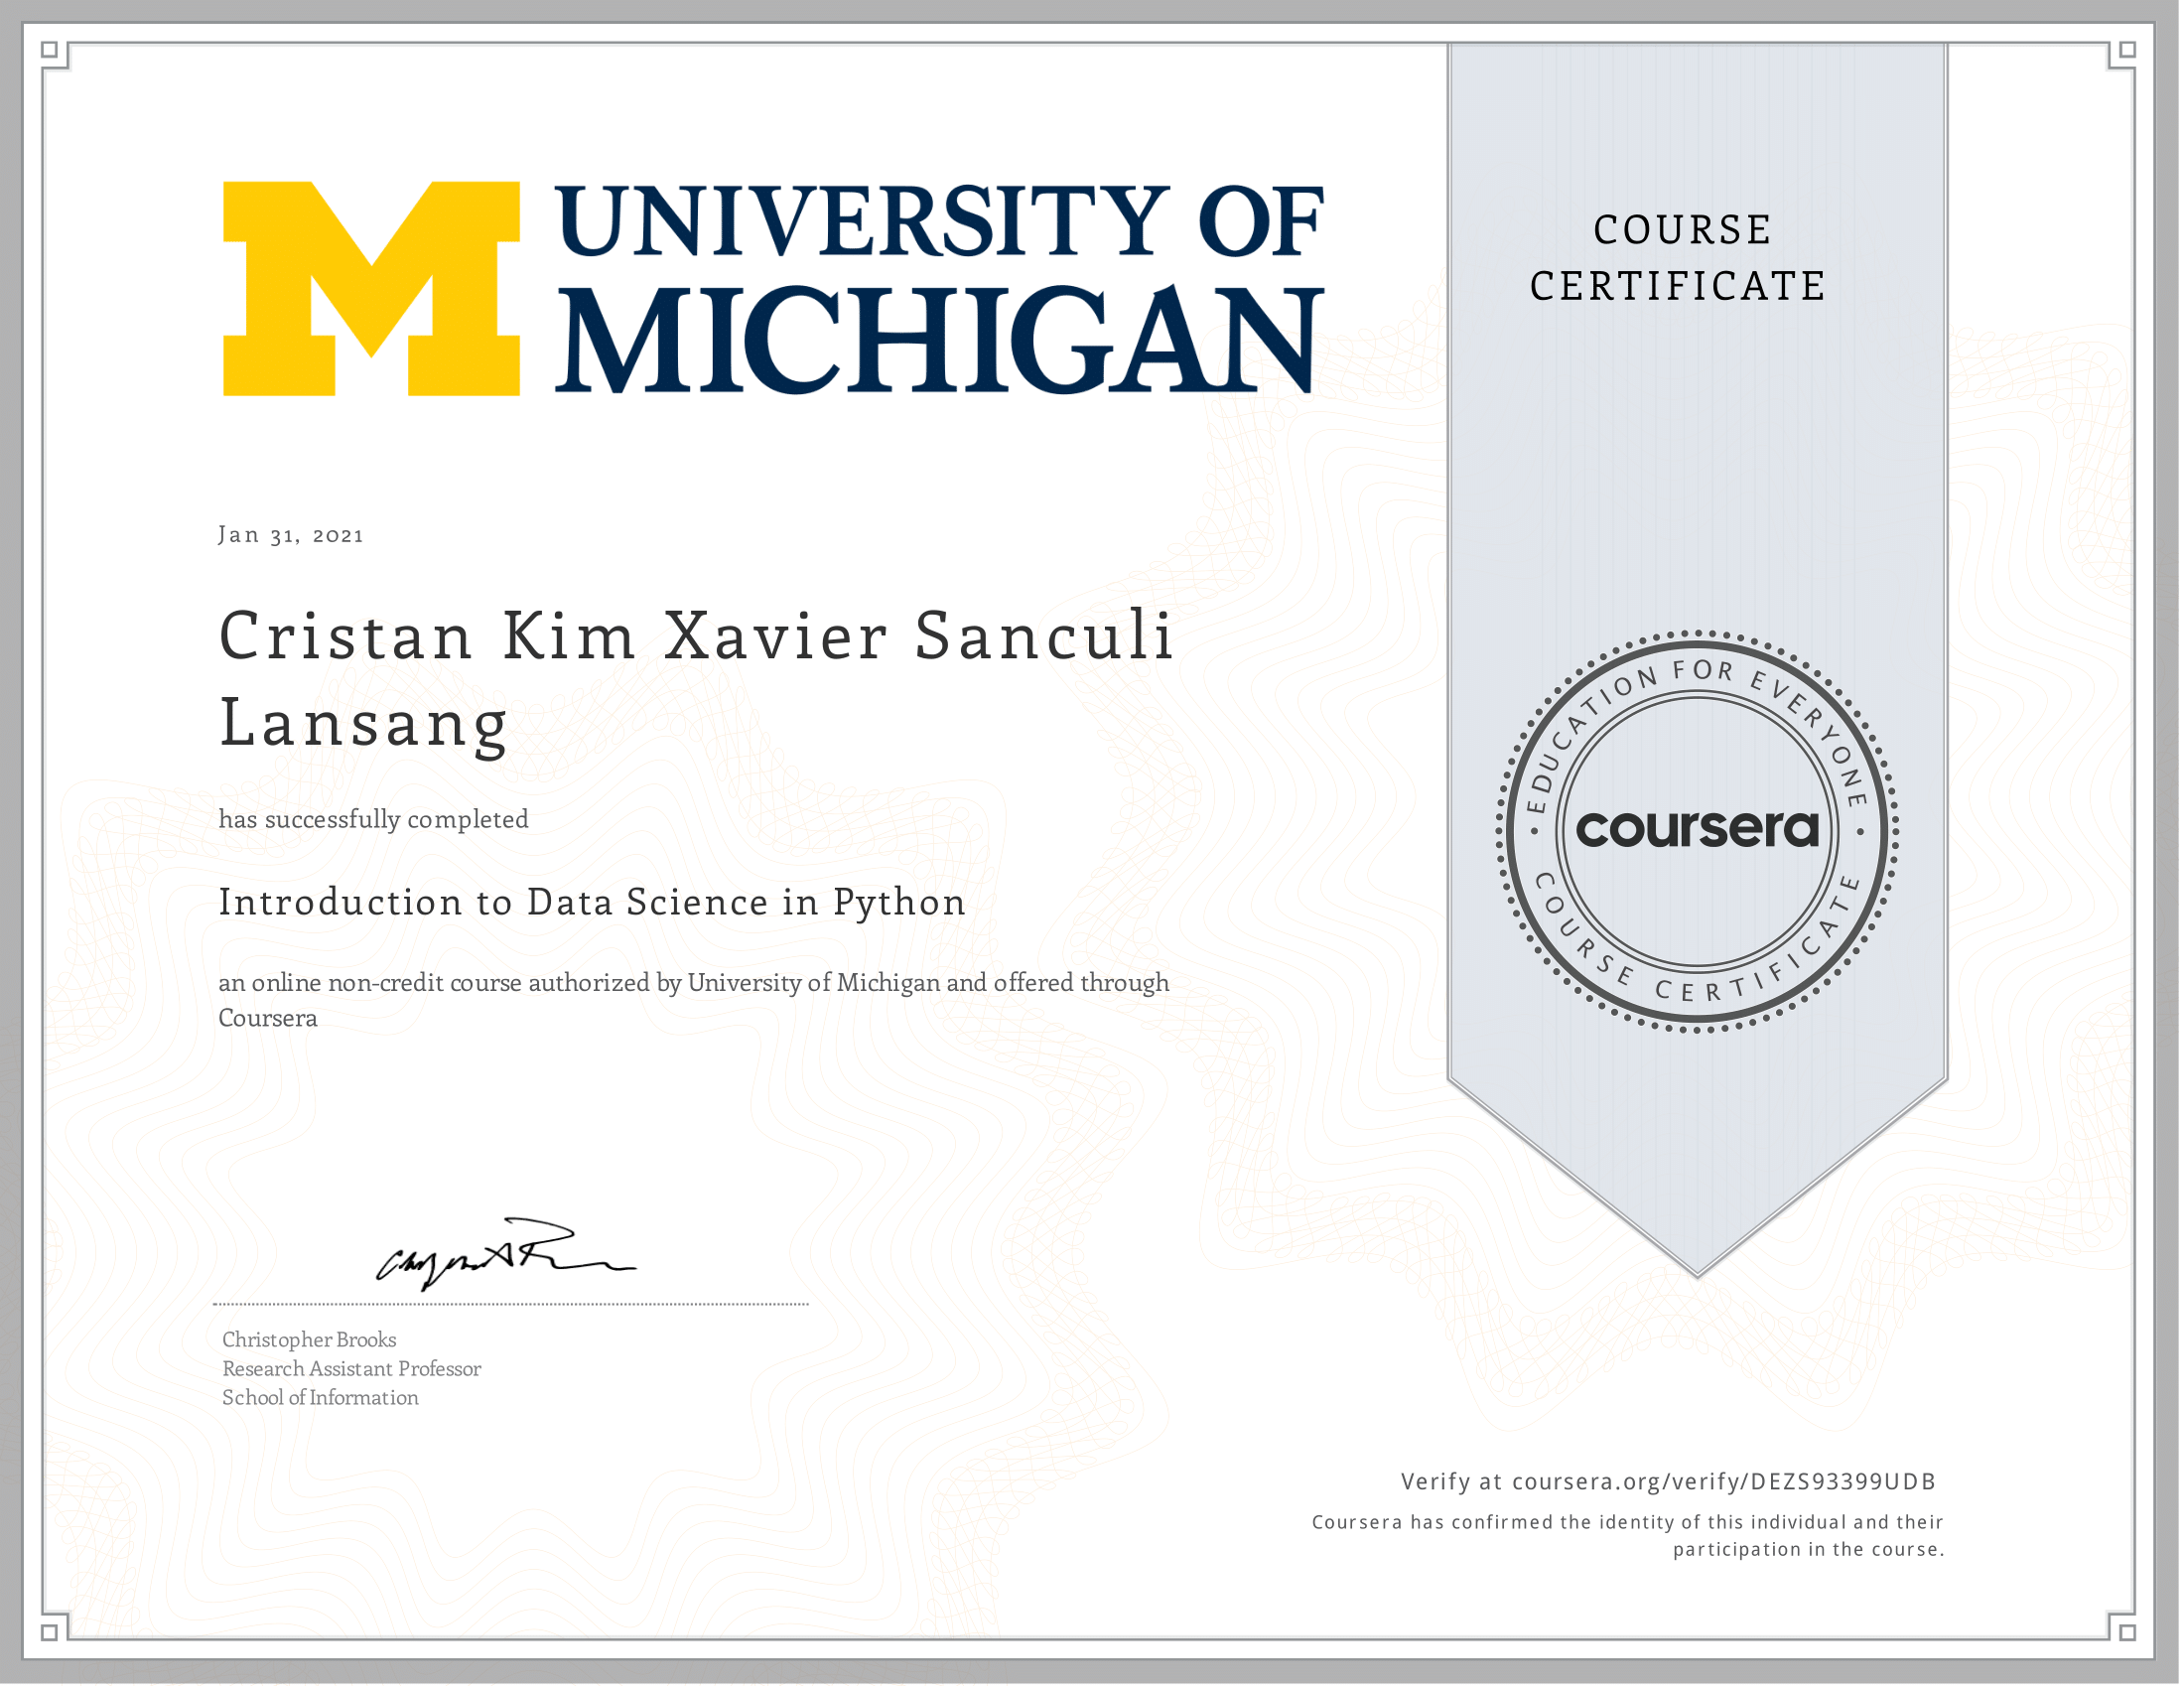 UNIVERSITY OF
MICHIGAN
COURSE
CERTIFICATE
Jan 31, 2021
Cristan Kim Xavier Sanculi
Lansang
has successfully completed
Introduction to Data Science in Python
an online non-credit course authorized by University of Michigan and offered through
Coursera
EDUCATION FOR EVERYONE
coursera
COURSE CERTIFICATE
Christopher Brooks
Research Assistant Professor
School of Information
Verify at coursera.org/verify/DEZS93399UDB
Coursera has confirmed the identity of this individual and their
participation in the course.